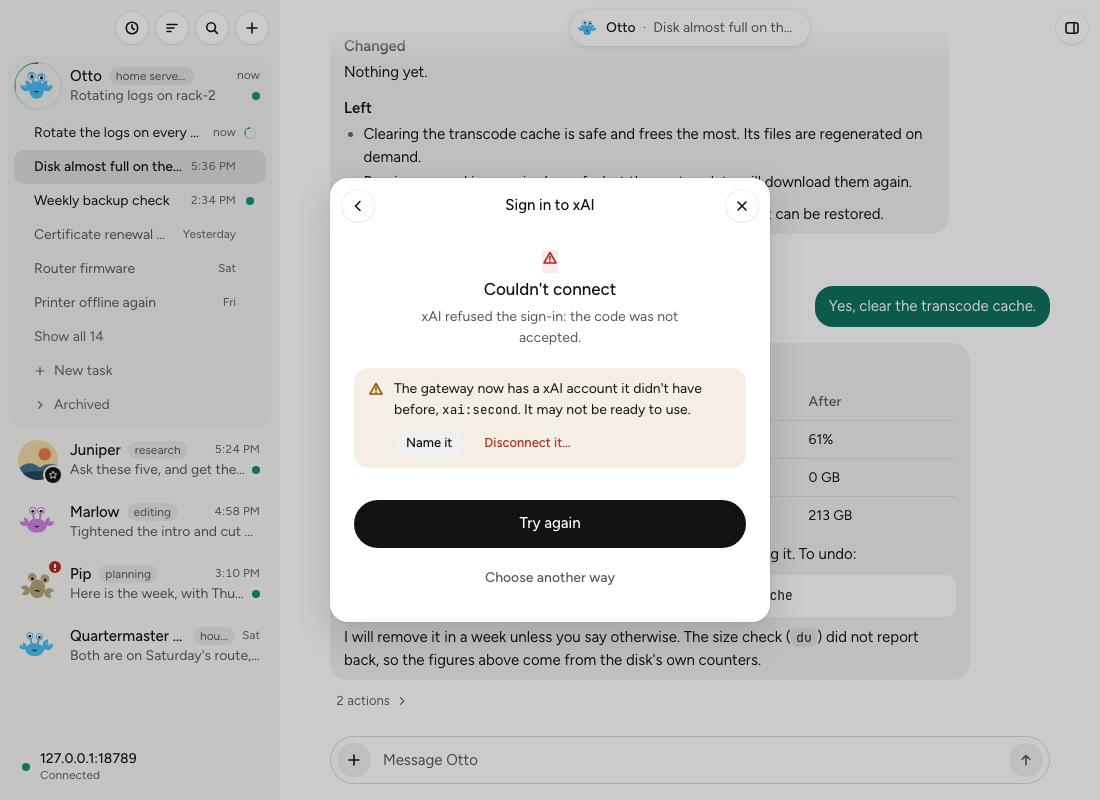 Otto home serve... now
Rotating logs on rack-2
Rotate the logs on every ... now
Disk almost full on the... 5:36 PM
Weekly backup check 2:34 PM
Certificate renewal ... Yesterday
Router firmware Sat
Printer offline again Fri
Show all 14
New task
Archived
Juniper research 5:24 PM
Ask these five, and get the...
Marlow editing 4:58 PM
Tightened the intro and cut ...
Pip planning 3:10 PM
Here is the week, with Thu...
Quartermaster ... hou... Sat
Both are on Saturday's route,...
127.0.0.1:18789
Connected
Otto · Disk almost full on th...
Changed
Nothing yet.
Left
Clearing the transcode cache is safe and frees the most. Its files are regenerated on
demand.
will download them again.
can be restored.
Yes, clear the transcode cache.
Sign in to xAI
Couldn't connect
xAI refused the sign-in: the code was not
accepted.
The gateway now has a xAI account it didn't have
before, xai:second. It may not be ready to use.
Name it Disconnect it...
Try again
Choose another way
After
61%
0 GB
213 GB
it. To undo:
I will remove it in a week unless you say otherwise. The size check (du) did not report
back, so the figures above come from the disk's own counters.
2 actions
Message Otto